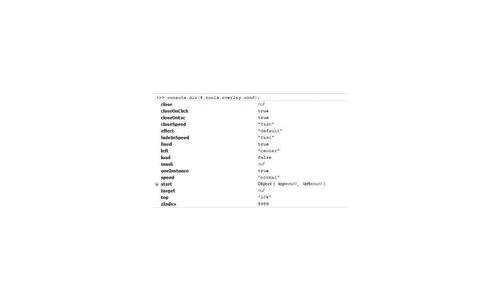 >>> console.dir($.tools.overlay.conf);
close null
closeOnClick true
closeOnEsc true
closeSpeed "fast"
effect "default"
fadeInSpeed "fast"
fixed true
left "center"
load false
mask null
oneInstance true
speed "normal"
start Object { top=null, left=null }
target null
top "10%"
zIndex 9999